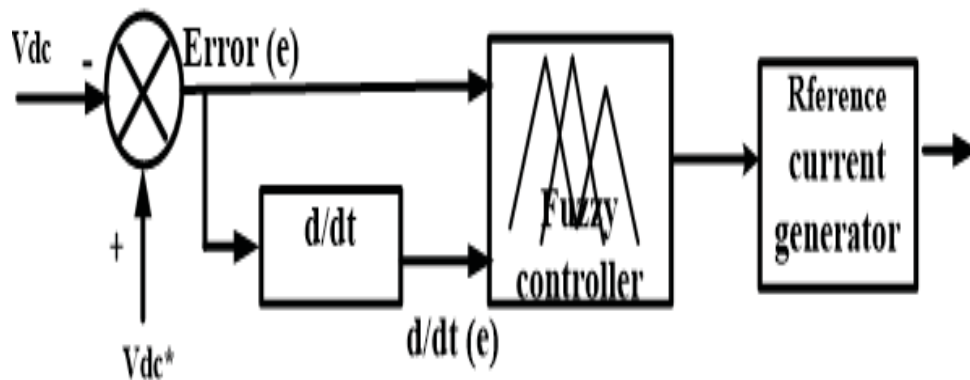 Vdc
-
Error (e)
+
Vdc*
d/dt
d/dt (e)
Fuzzy
controller
Rference
current
generator